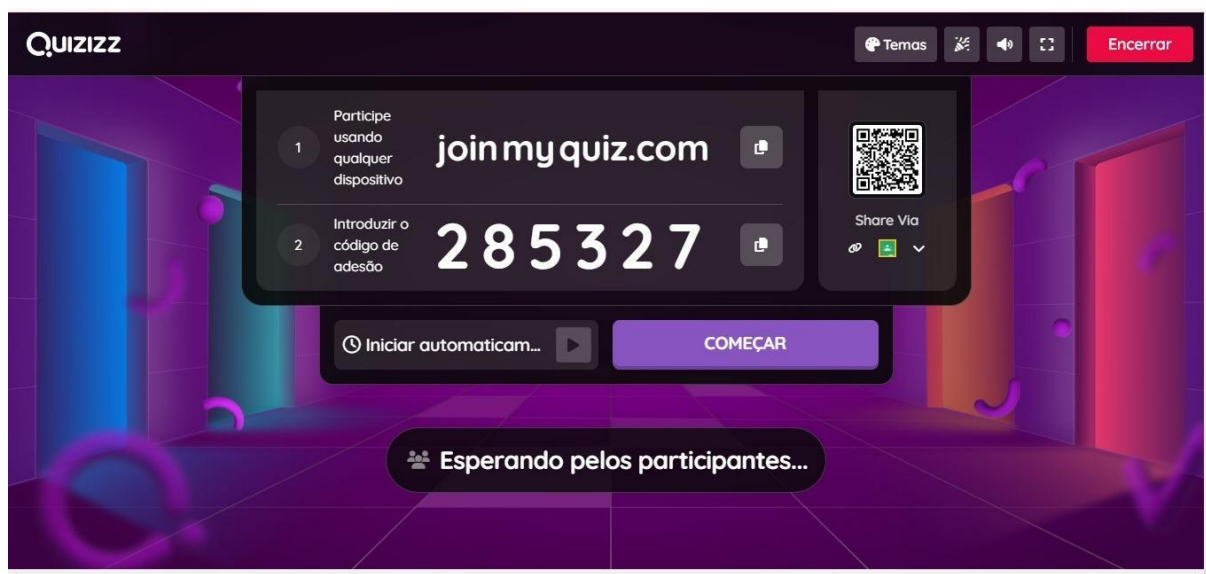 QUIZIZZ
Temas
Encerrar
1
Participe
usando
qualquer
dispositivo
joinmyquiz.com
2
Introduzir o
código de
adesão
285327
Share Via
Iniciar automaticam...
COMEÇAR
Esperando pelos participantes...